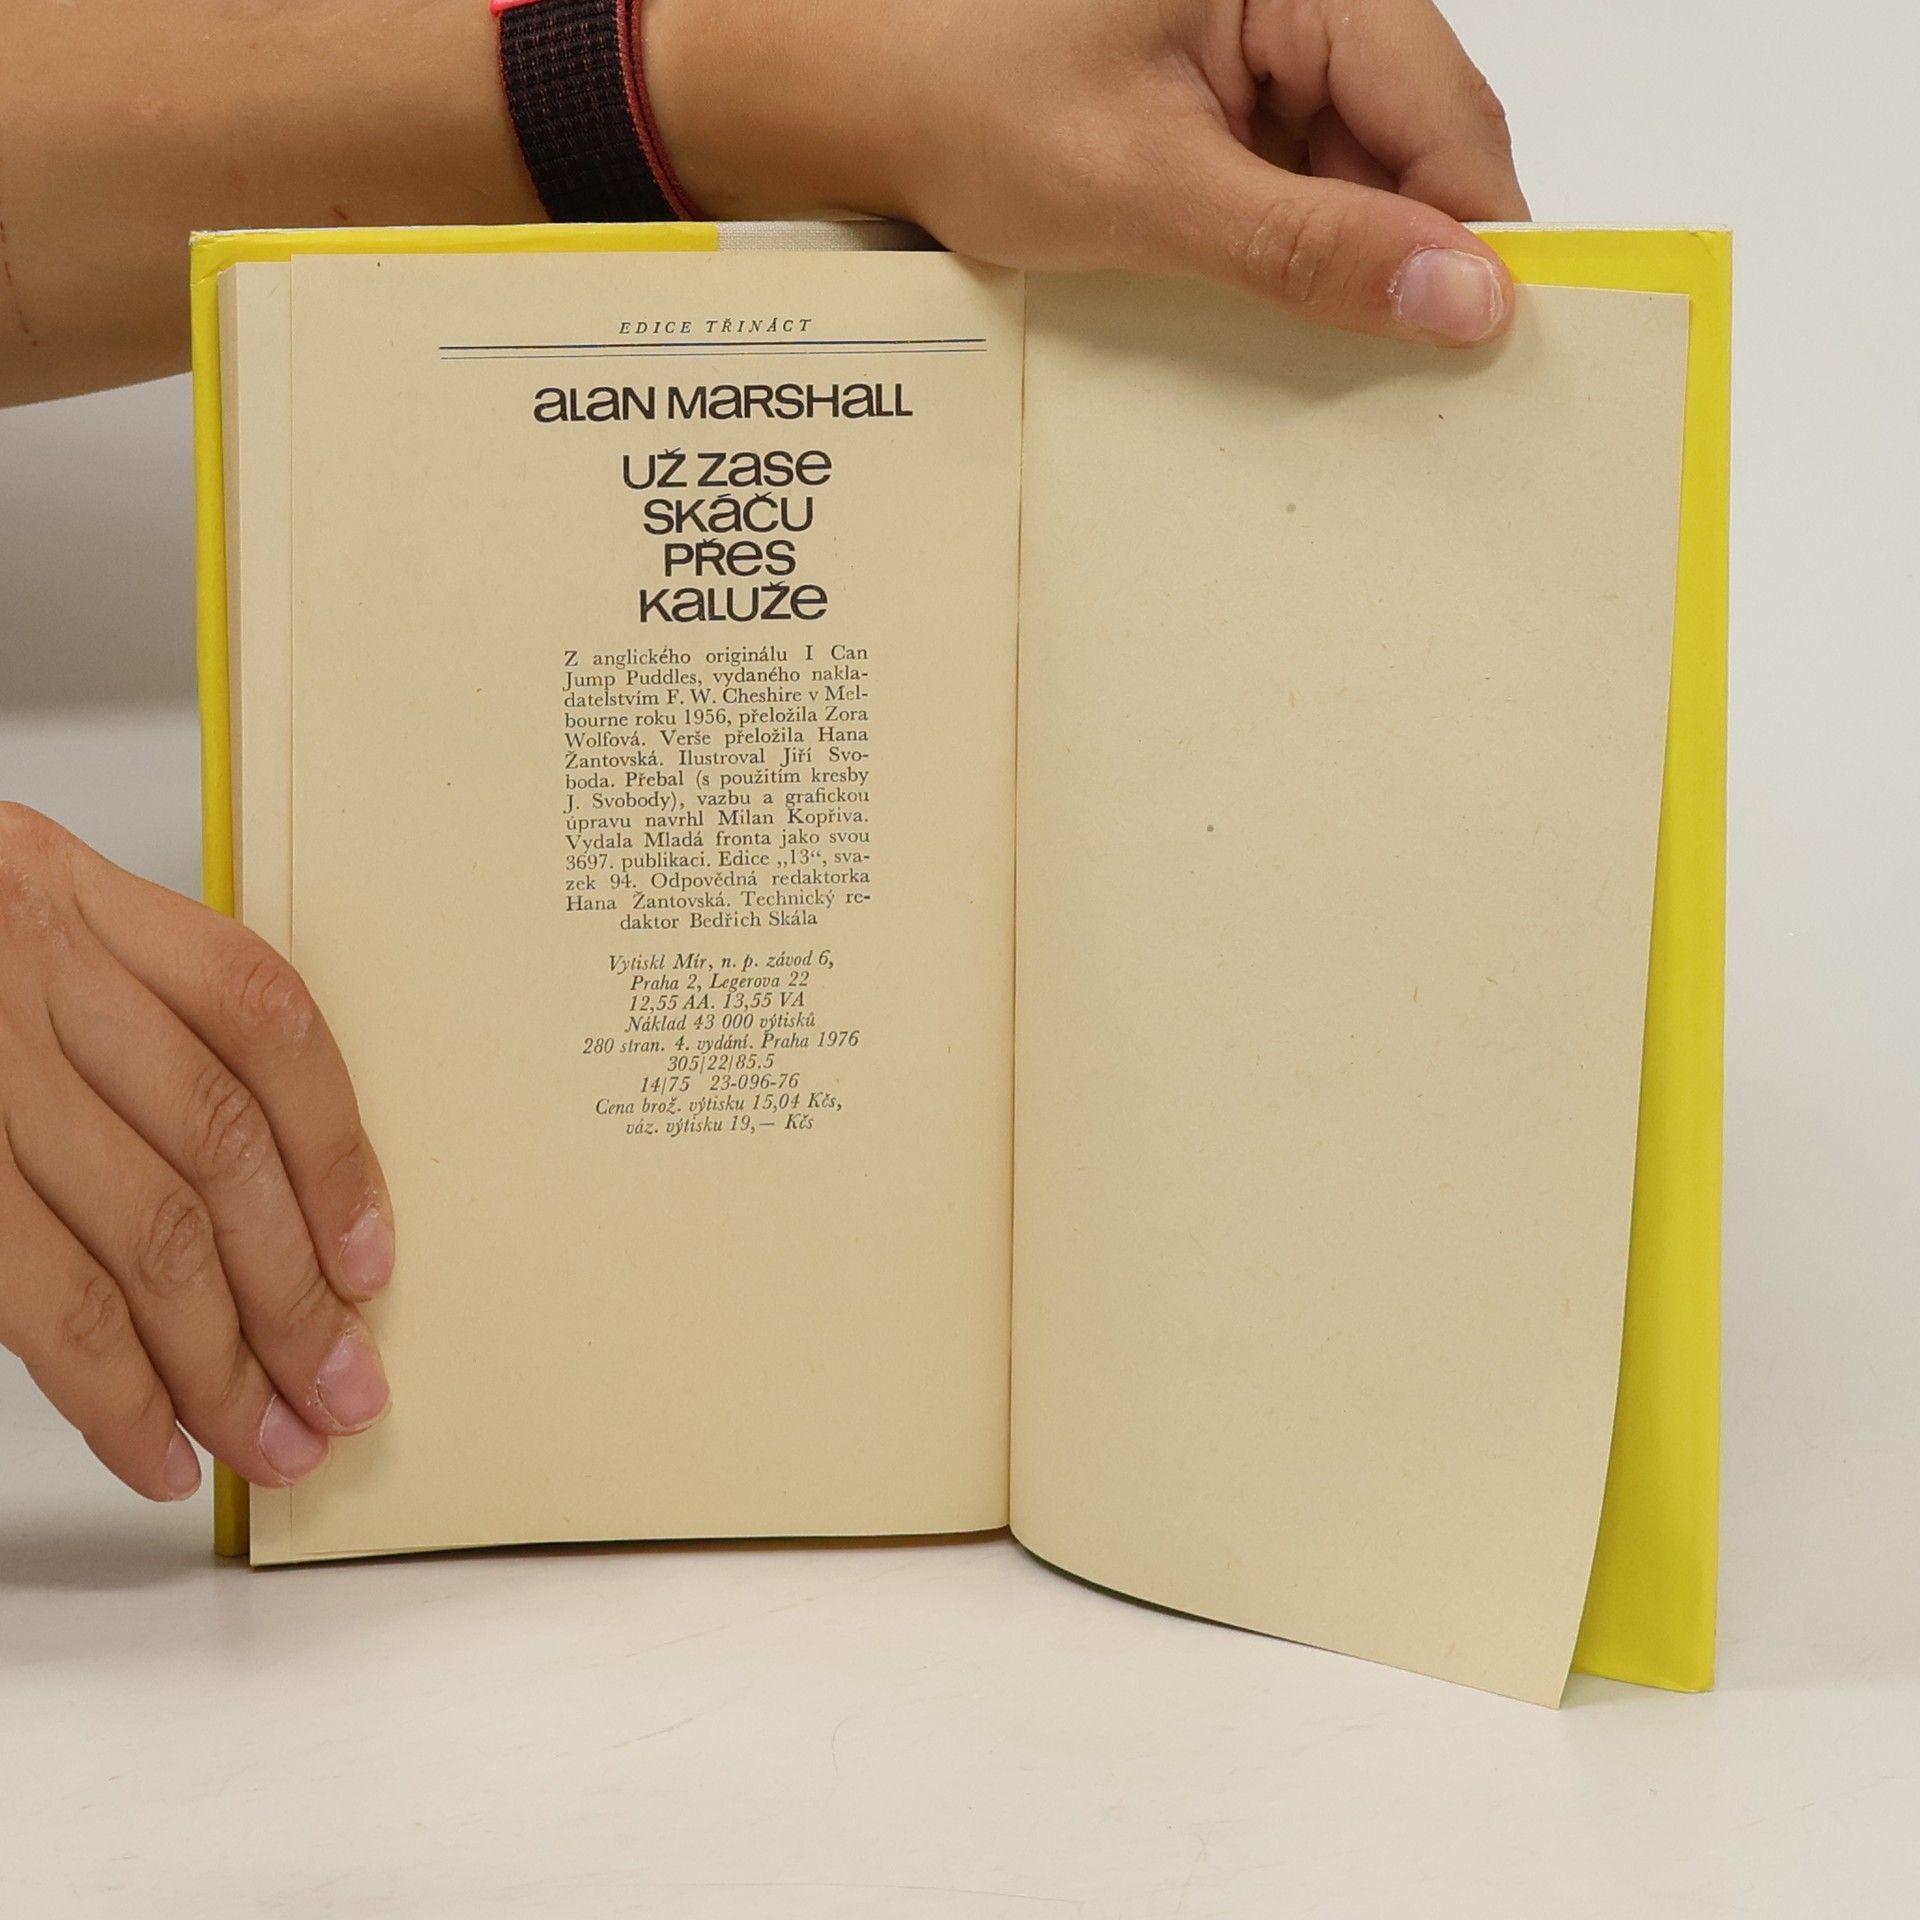 EDICE TŘINÁCT
aLaN MaRSHaLL
UŽ Zase
SKáČU
PŘes
KaLUŽe
Z anglického originálu I Can
Jump Puddles, vydaného nakla-
datelstvím F. W. Cheshire v Mel-
bourne roku 1956, přeložila Zora
Wolfová. Verše přeložila Hana
Žantovská. Ilustroval Jiří Svo-
boda. Přebal (s použitím kresby
J. Svobody), vazbu a grafickou
úpravu navrhl Milan Kopřiva.
Vydala Mladá fronta jako svou
3697. publikaci. Edice „13“, sva-
zek 94. Odpovědná redaktorka
Hana Žantovská. Technický re-
daktor Bedřich Skála
Vytiskl Mír, n. p. závod 6,
Praha 2, Legerova 22
12,55 AA. 13,55 VA
Náklad 43 000 výtisků
280 stran. 4. vydání. Praha 1976
305/22/85.5
14/75 23-096-76
Cena brož. výtisku 15,04 Kčs,
váz. výtisku 19,— Kčs